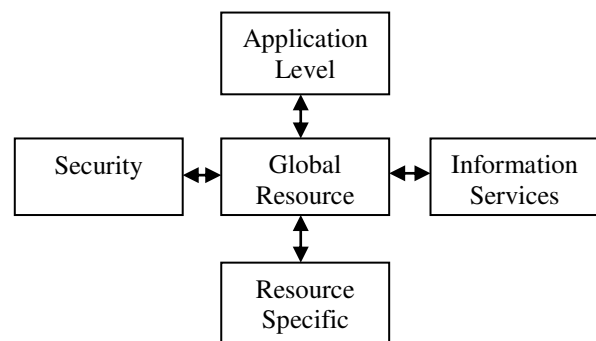 Application
Level
Security
Global
Resource
Information
Services
Resource
Specific